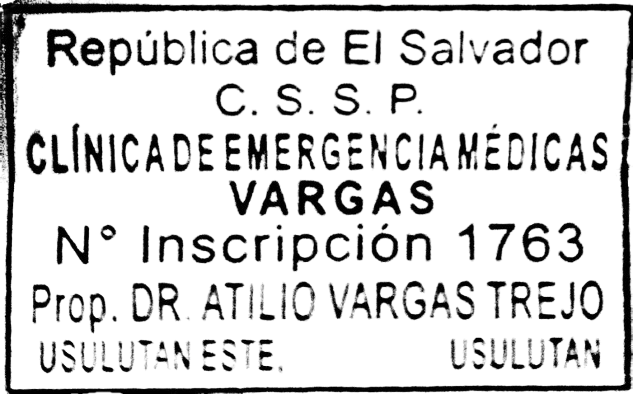 República de El Salvador
C. S. S. P.
CLÍNICA DE EMERGENCIA MÉDICAS
VARGAS
N° Inscripción 1763
Prop. DR. ATILIO VARGAS TREJO
USULUTAN ESTE, USULUTAN